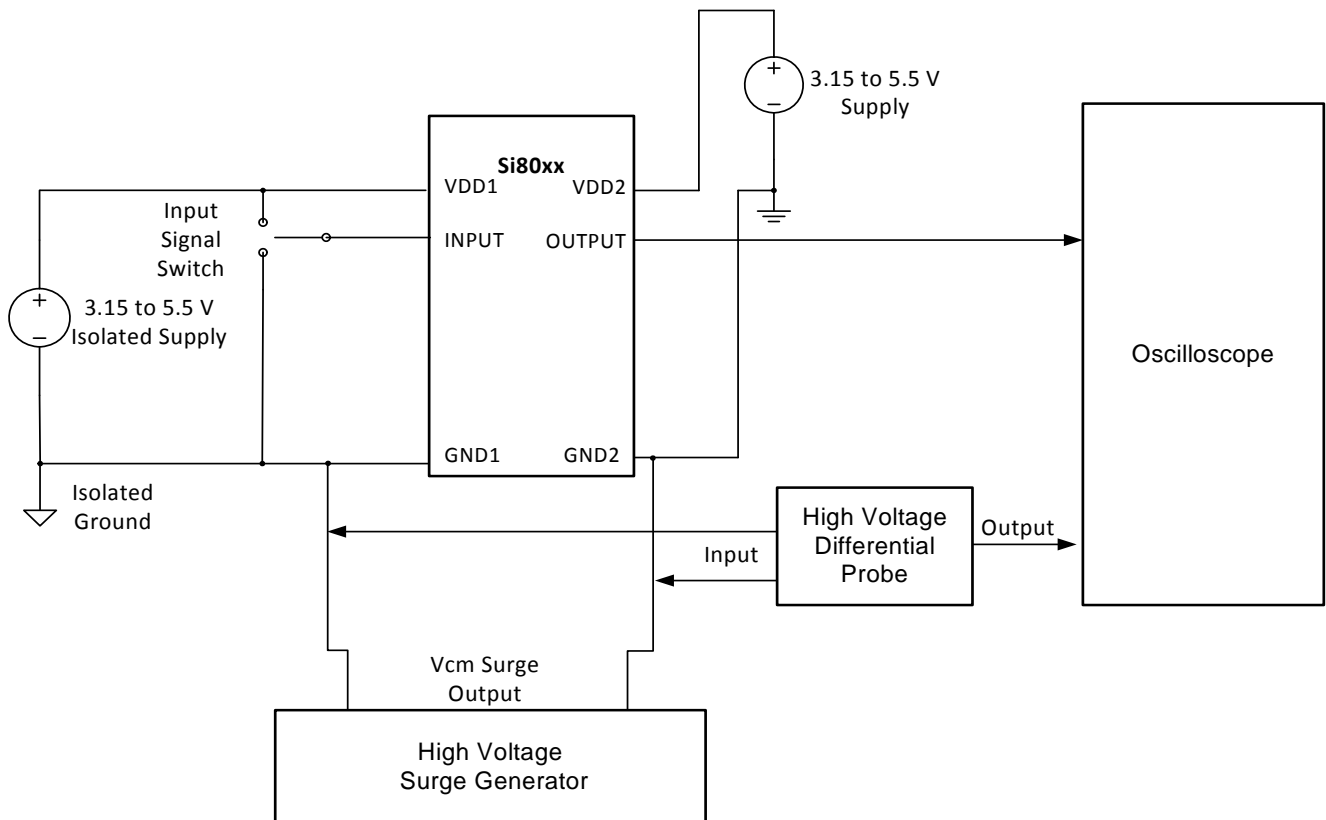 3.15 to 5.5 V
Supply
Si80xx
VDD1
VDD2
Input
Signal
Switch
INPUT
OUTPUT
+
−
3.15 to 5.5 V
Isolated Supply
+
−
Oscilloscope
GND1
GND2
Isolated
Ground
High Voltage
Differential
Probe
Input
Output
Vcm Surge
Output
High Voltage
Surge Generator